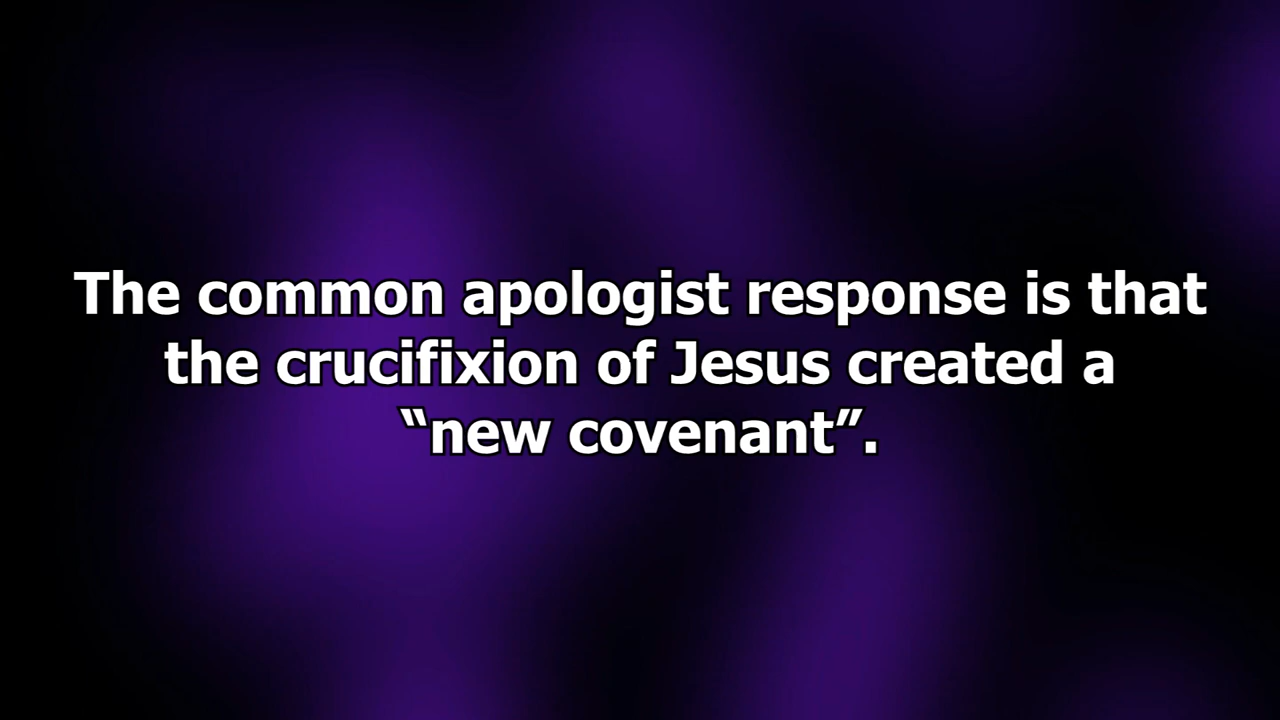 The common apologist response is that
the crucifixion of Jesus created a
“new covenant”.